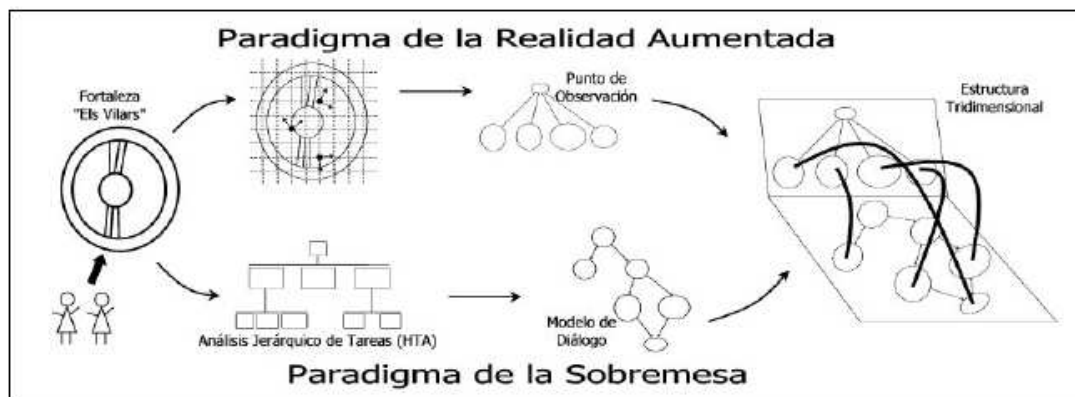 Paradigma de la Realidad Aumentada
Fortaleza
"Els Vilars"
Punto de
Observación
Estructura
Tridimensional
Análisis Jerárquico de Tareas (HTA)
Modelo de
Diálogo
Paradigma de la Sobremesa